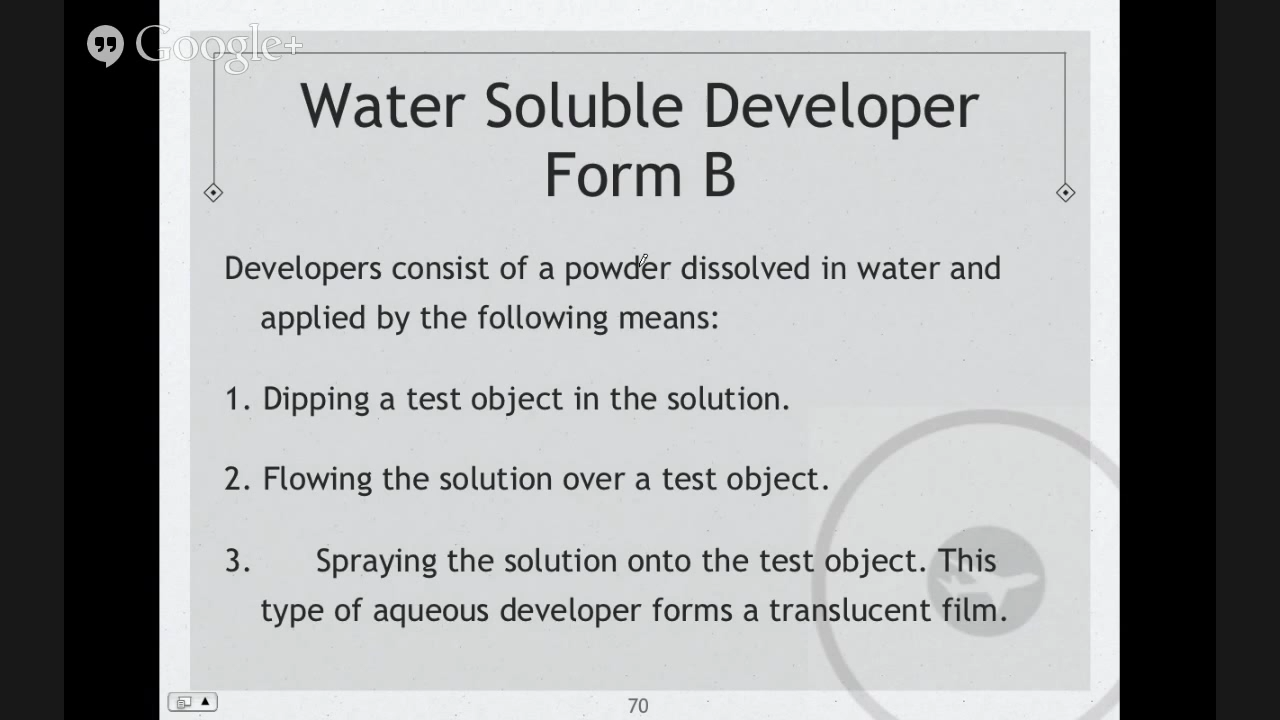 Google+
Water Soluble Developer
Form B
Developers consist of a powder dissolved in water and
applied by the following means:
1. Dipping a test object in the solution.
2. Flowing the solution over a test object.
3. Spraying the solution onto the test object. This
type of aqueous developer forms a translucent film.
70